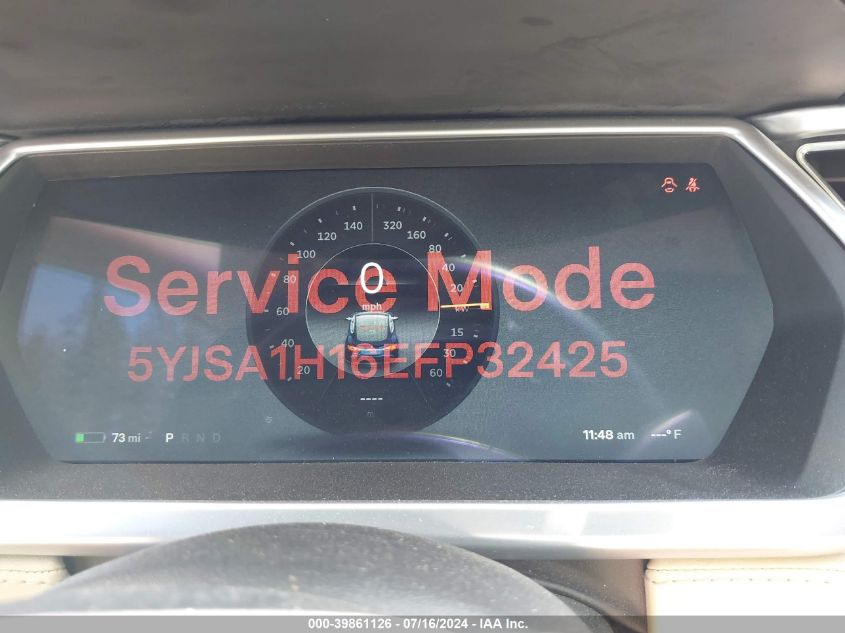 140 320
120 160
100 80
80 40
0
20
Service Mode
60 mph kW
15
5YJSA1H16EFP32425
40 30
20 60
----
73 mi P R N D 11:48 am ---° F
000-39861126 - 07/16/2024 - IAA Inc.